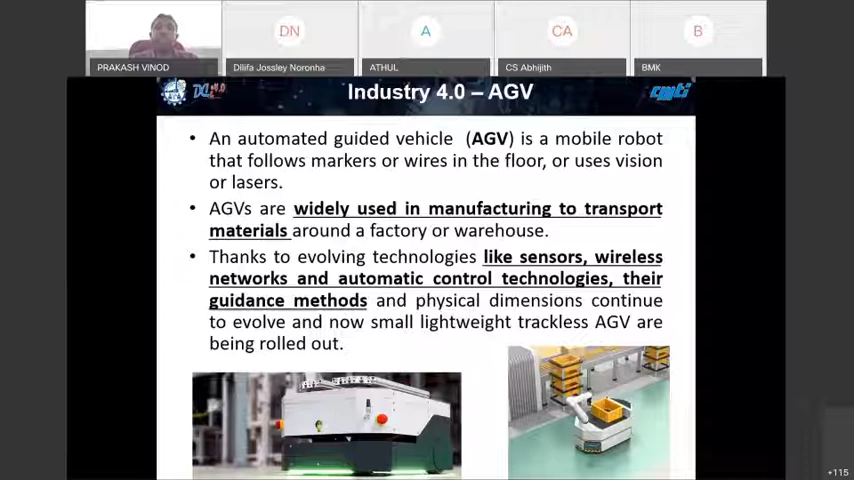 DN
A
CA
B
PRAKASH VINOD
Dilifa Jossley Noronha
ATHUL
CS Abhijith
BMK
Industry 4.0 – AGV
cmti
• An automated guided vehicle (AGV) is a mobile robot
that follows markers or wires in the floor, or uses vision
or lasers.
• AGVs are widely used in manufacturing to transport
materials around a factory or warehouse.
• Thanks to evolving technologies like sensors, wireless
networks and automatic control technologies, their
guidance methods and physical dimensions continue
to evolve and now small lightweight trackless AGV are
being rolled out.
+115